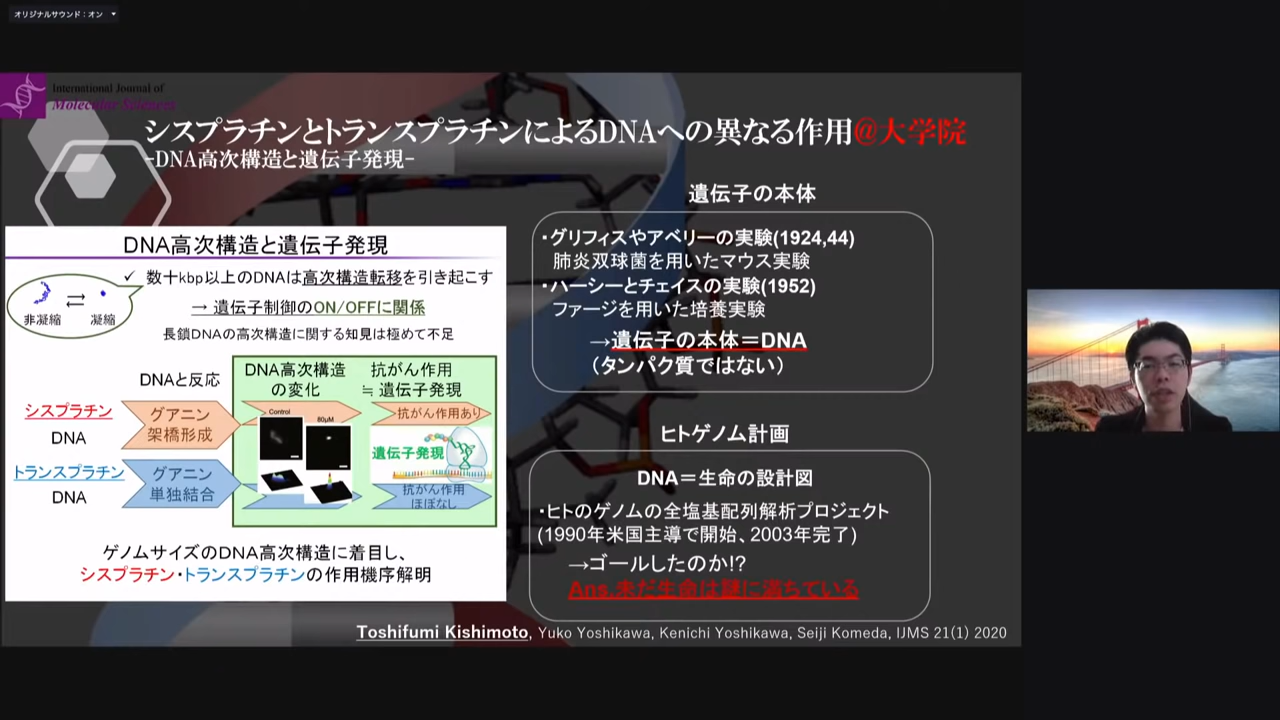 オリジナルサウンド：オン
International Journal of
Molecular Sciences
シスプラチンとトランスプラチンによるDNAへの異なる作用@大学院
-DNA高次構造と遺伝子発現-
DNA高次構造と遺伝子発現
✓ 数十kbp以上のDNAは高次構造転移を引き起こす
→ 遺伝子制御のON/OFFに関係
長鎖DNAの高次構造に関する知見は極めて不足
非凝縮
凝縮
DNAと反応
DNA高次構造
の変化
抗がん作用
≒ 遺伝子発現
シスプラチン
DNA
グアニン
架橋形成
Control
80μM
抗がん作用あり
遺伝子発現
トランスプラチン
DNA
グアニン
単独結合
抗がん作用
ほぼなし
ゲノムサイズのDNA高次構造に着目し、
シスプラチン・トランスプラチンの作用機序解明
遺伝子の本体
・グリフィスやアベリーの実験(1924,44)
肺炎双球菌を用いたマウス実験
・ハーシーとチェイスの実験(1952)
ファージを用いた培養実験
→遺伝子の本体＝DNA
（タンパク質ではない）
ヒトゲノム計画
DNA＝生命の設計図
・ヒトのゲノムの全塩基配列解析プロジェクト
(1990年米国主導で開始、2003年完了)
→ゴールしたのか!?
Ans.未だ生命は謎に満ちている
Toshifumi Kishimoto, Yuko Yoshikawa, Kenichi Yoshikawa, Seiji Komeda, IJMS 21(1) 2020